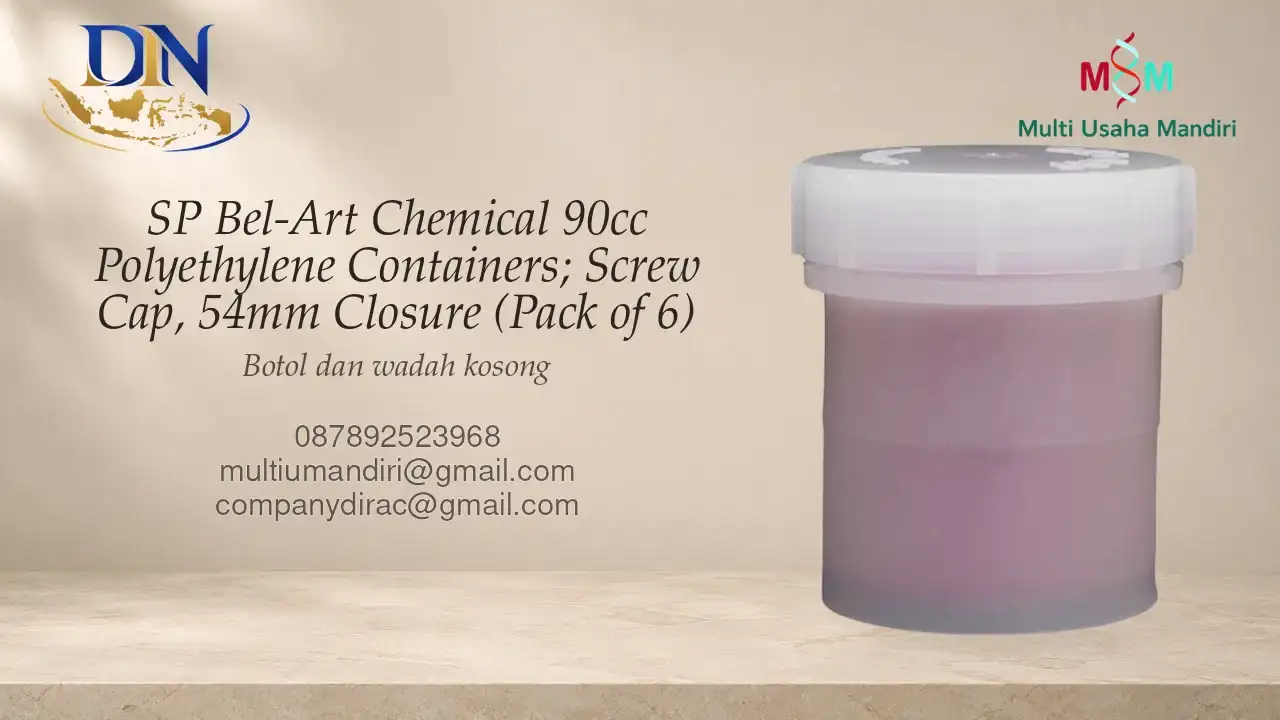 DN
M M
Multi Usaha Mandiri
SP Bel-Art Chemical 90cc
Polyethylene Containers; Screw
Cap, 54mm Closure (Pack of 6)
Botol dan wadah kosong
087892523968
multiumandiri@gmail.com
companydirac@gmail.com